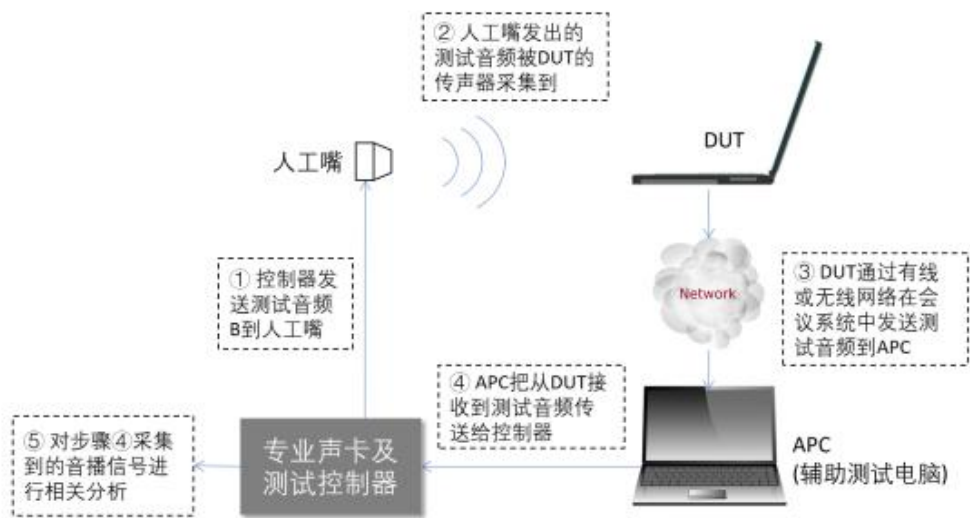 ② 人工嘴发出的
测试音频被DUT的
传声器采集到
DUT
人工嘴
① 控制器发
送测试音频
B到人工嘴
Network
③ DUT通过有线
或无线网络在会
议系统中发送测
试音频到APC
④ APC把从DUT接
收到测试音频传
送给控制器
⑤ 对步骤④采集
到的音播信号进
行相关分析
专业声卡及
测试控制器
APC
(辅助测试电脑)